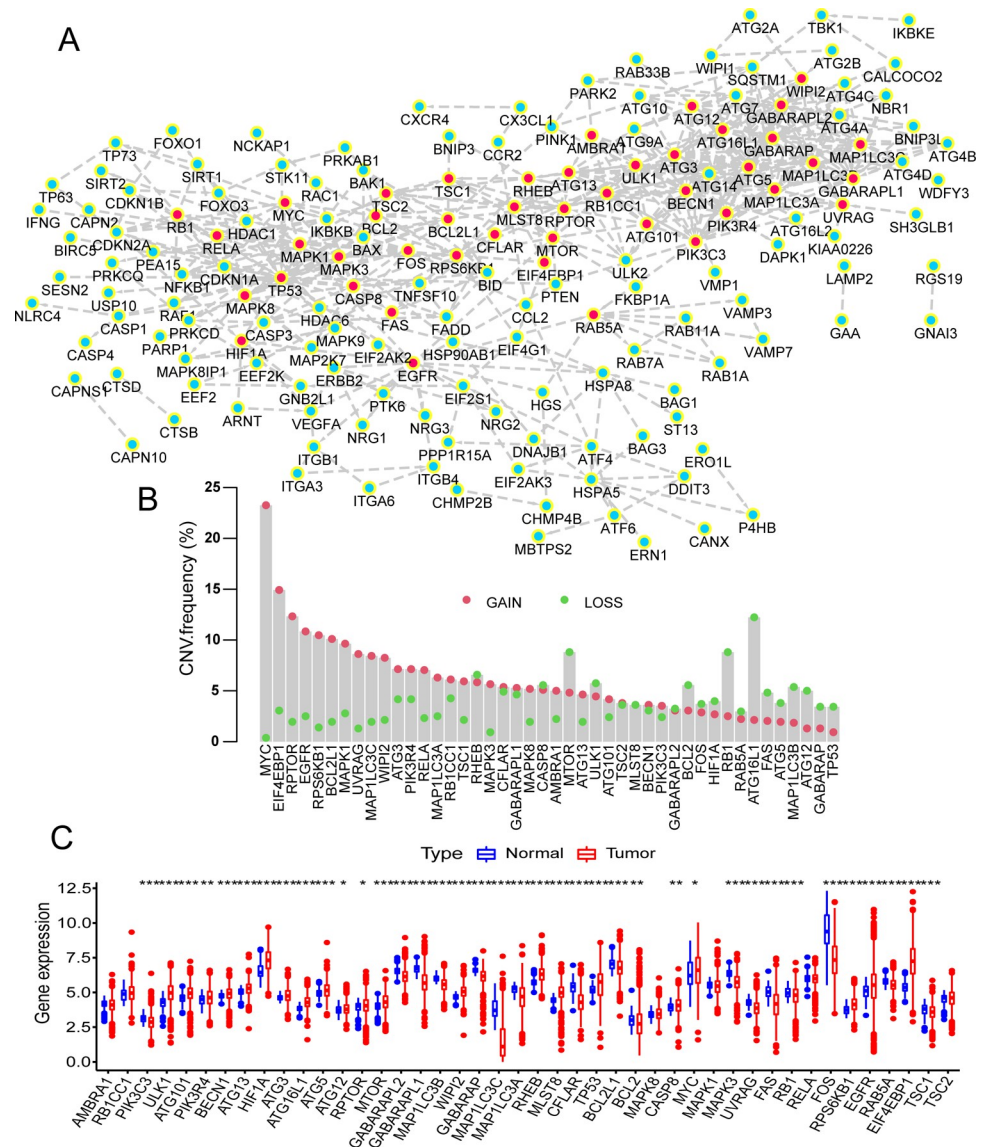 A
ATG2A
TBK1
IKBKE
WIPI1
ATG2B
RAB33B
SQSTM1
CALCOCO2
PARK2
WIPI2
ATG4C
NBR1
ATG10
ATG7
GABARAPL2
CXCR4
CX3CL1
ATG12
ATG4A
BNIP3L
FOXO1
NCKAP1
PINK1
ATG9A
ATG16L1
ATG4B
TP73
PRKAB1
BNIP3
CCR2
AMBRA1
GABARAP
MAP1LC3C
SIRT2
SIRT1
STK11
BAK1
TSC1
RHEB
ATG13
ULK1
ATG3
ATG14
ATG5
MAP1LC3B
ATG4D
WDFY3
TP63
CDKN1B
FOXO3
RAC1
TSC2
RB1CC1
BECN1
MAP1LC3A
GABARAPL1
IFNG
CAPN2
RB1
MYC
IKBKB
BCL2
BCL2L1
MLST8
RPTOR
PIK3R4
UVRAG
SH3GLB1
BIRC5
CDKN2A
RELA
HDAC1
BAX
CFLAR
MTOR
ATG101
ATG16L2
KIAA0226
PRKCQ
PEA15
MAPK1
MAPK3
FOS
RPS6KB1
EIF4EBP1
PIK3C3
DAPK1
SESN2
NFKB1
CDKN1A
TP53
BID
ULK2
VMP1
LAMP2
RGS19
USP10
MAPK8
CASP8
TNFSF10
PTEN
FKBP1A
NLRC4
RAF1
HDAC6
FAS
FADD
CCL2
RAB5A
RAB11A
VAMP3
GAA
GNAI3
CASP1
PRKCD
CASP3
MAPK9
CASP4
PARP1
HIF1A
MAP2K7
EIF2AK2
HSP90AB1
EIF4G1
RAB7A
VAMP7
MAPK8IP1
EEF2K
ERBB2
EGFR
RAB1A
CAPNS1
CTSD
EEF2
GNB2L1
PTK6
EIF2S1
HGS
HSPA8
BAG1
CTSB
ARNT
VEGFA
NRG1
NRG3
NRG2
ST13
CAPN10
ITGB1
PPP1R15A
DNAJB1
ATF4
BAG3
ERO1L
ITGA3
ITGA6
ITGB4
EIF2AK3
HSPA5
DDIT3
CHMP2B
CHMP4B
ATF6
P4HB
MBTPS2
ERN1
CANX
B
CNV.frequency (%)
25
20
15
10
5
0
GAIN
LOSS
MYC
EIF4EBP1
RPTOR
EGFR
RPS6KB1
BCL2L1
MAPK1
UVRAG
MAP1LC3C
WIPI2
ATG3
PIK3R4
RELA
MAP1LC3A
RB1CC1
TSC1
RHEB
MAPK3
CFLAR
GABARAPL1
MAPK8
CASP8
AMBRA1
MTOR
ATG13
ULK1
ATG101
TSC2
MLST8
BECN1
PIK3C3
GABARAPL2
BCL2
FOS
HIF1A
RB1
RAB5A
ATG16L1
FAS
ATG5
MAP1LC3B
ATG12
GABARAP
TP53
C
Type
Normal
Tumor
Gene expression
12.5
10.0
7.5
5.0
2.5
0.0
AMBRA1
RB1CC1
PIK3C3
ULK1
ATG101
PIK3R4
BECN1
ATG13
HIF1A
ATG3
ATG16L1
ATG5
ATG12
RPTOR
MTOR
GABARAPL2
GABARAPL1
MAP1LC3B
WIPI2
GABARAP
MAP1LC3C
MAP1LC3A
RHEB
MLST8
CFLAR
TP53
BCL2L1
BCL2
MAPK8
CASP8
MYC
MAPK1
MAPK3
UVRAG
FAS
RB1
RELA
FOS
RPS6KB1
EGFR
RAB5A
EIF4EBP1
TSC1
TSC2